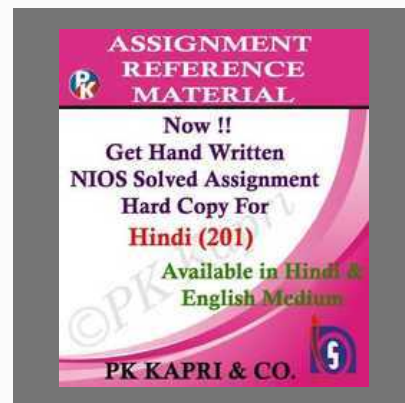 ASSIGNMENT
REFERENCE
MATERIAL
PK
Now !!
Get Hand Written
NIOS Solved Assignment
Hard Copy For
Hindi (201)
Available in Hindi &
English Medium
©PK Kapri
PK KAPRI & CO.